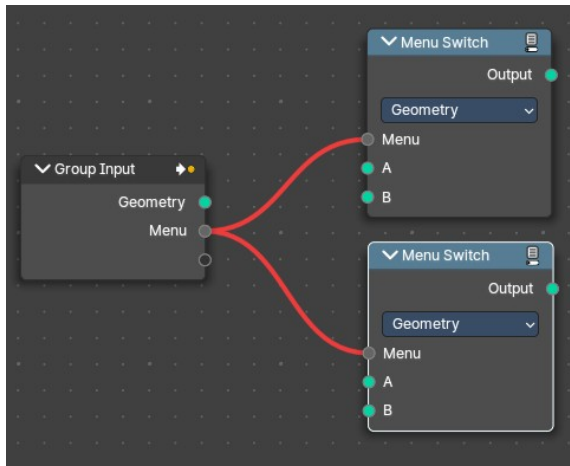 Menu Switch
Output
Geometry
Menu
A
B
Group Input
Geometry
Menu
Menu Switch
Output
Geometry
Menu
A
B